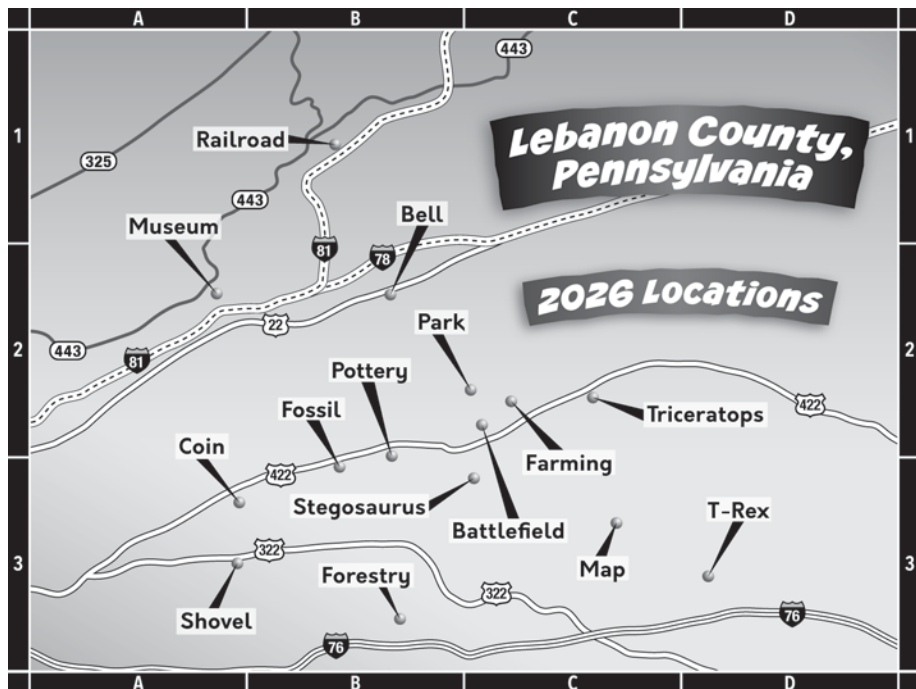 A B C D
443
1 1
Railroad
Lebanon County,
Pennsylvania
325
443
Museum
Bell
81
78
2026 Locations
22
Park
443
81
2 2
Pottery
Fossil
Triceratops
422
Coin
Farming
422
Stegosaurus
Battlefield
T-Rex
322
3 3
Forestry
Map
322
Shovel
76
76
A B C D